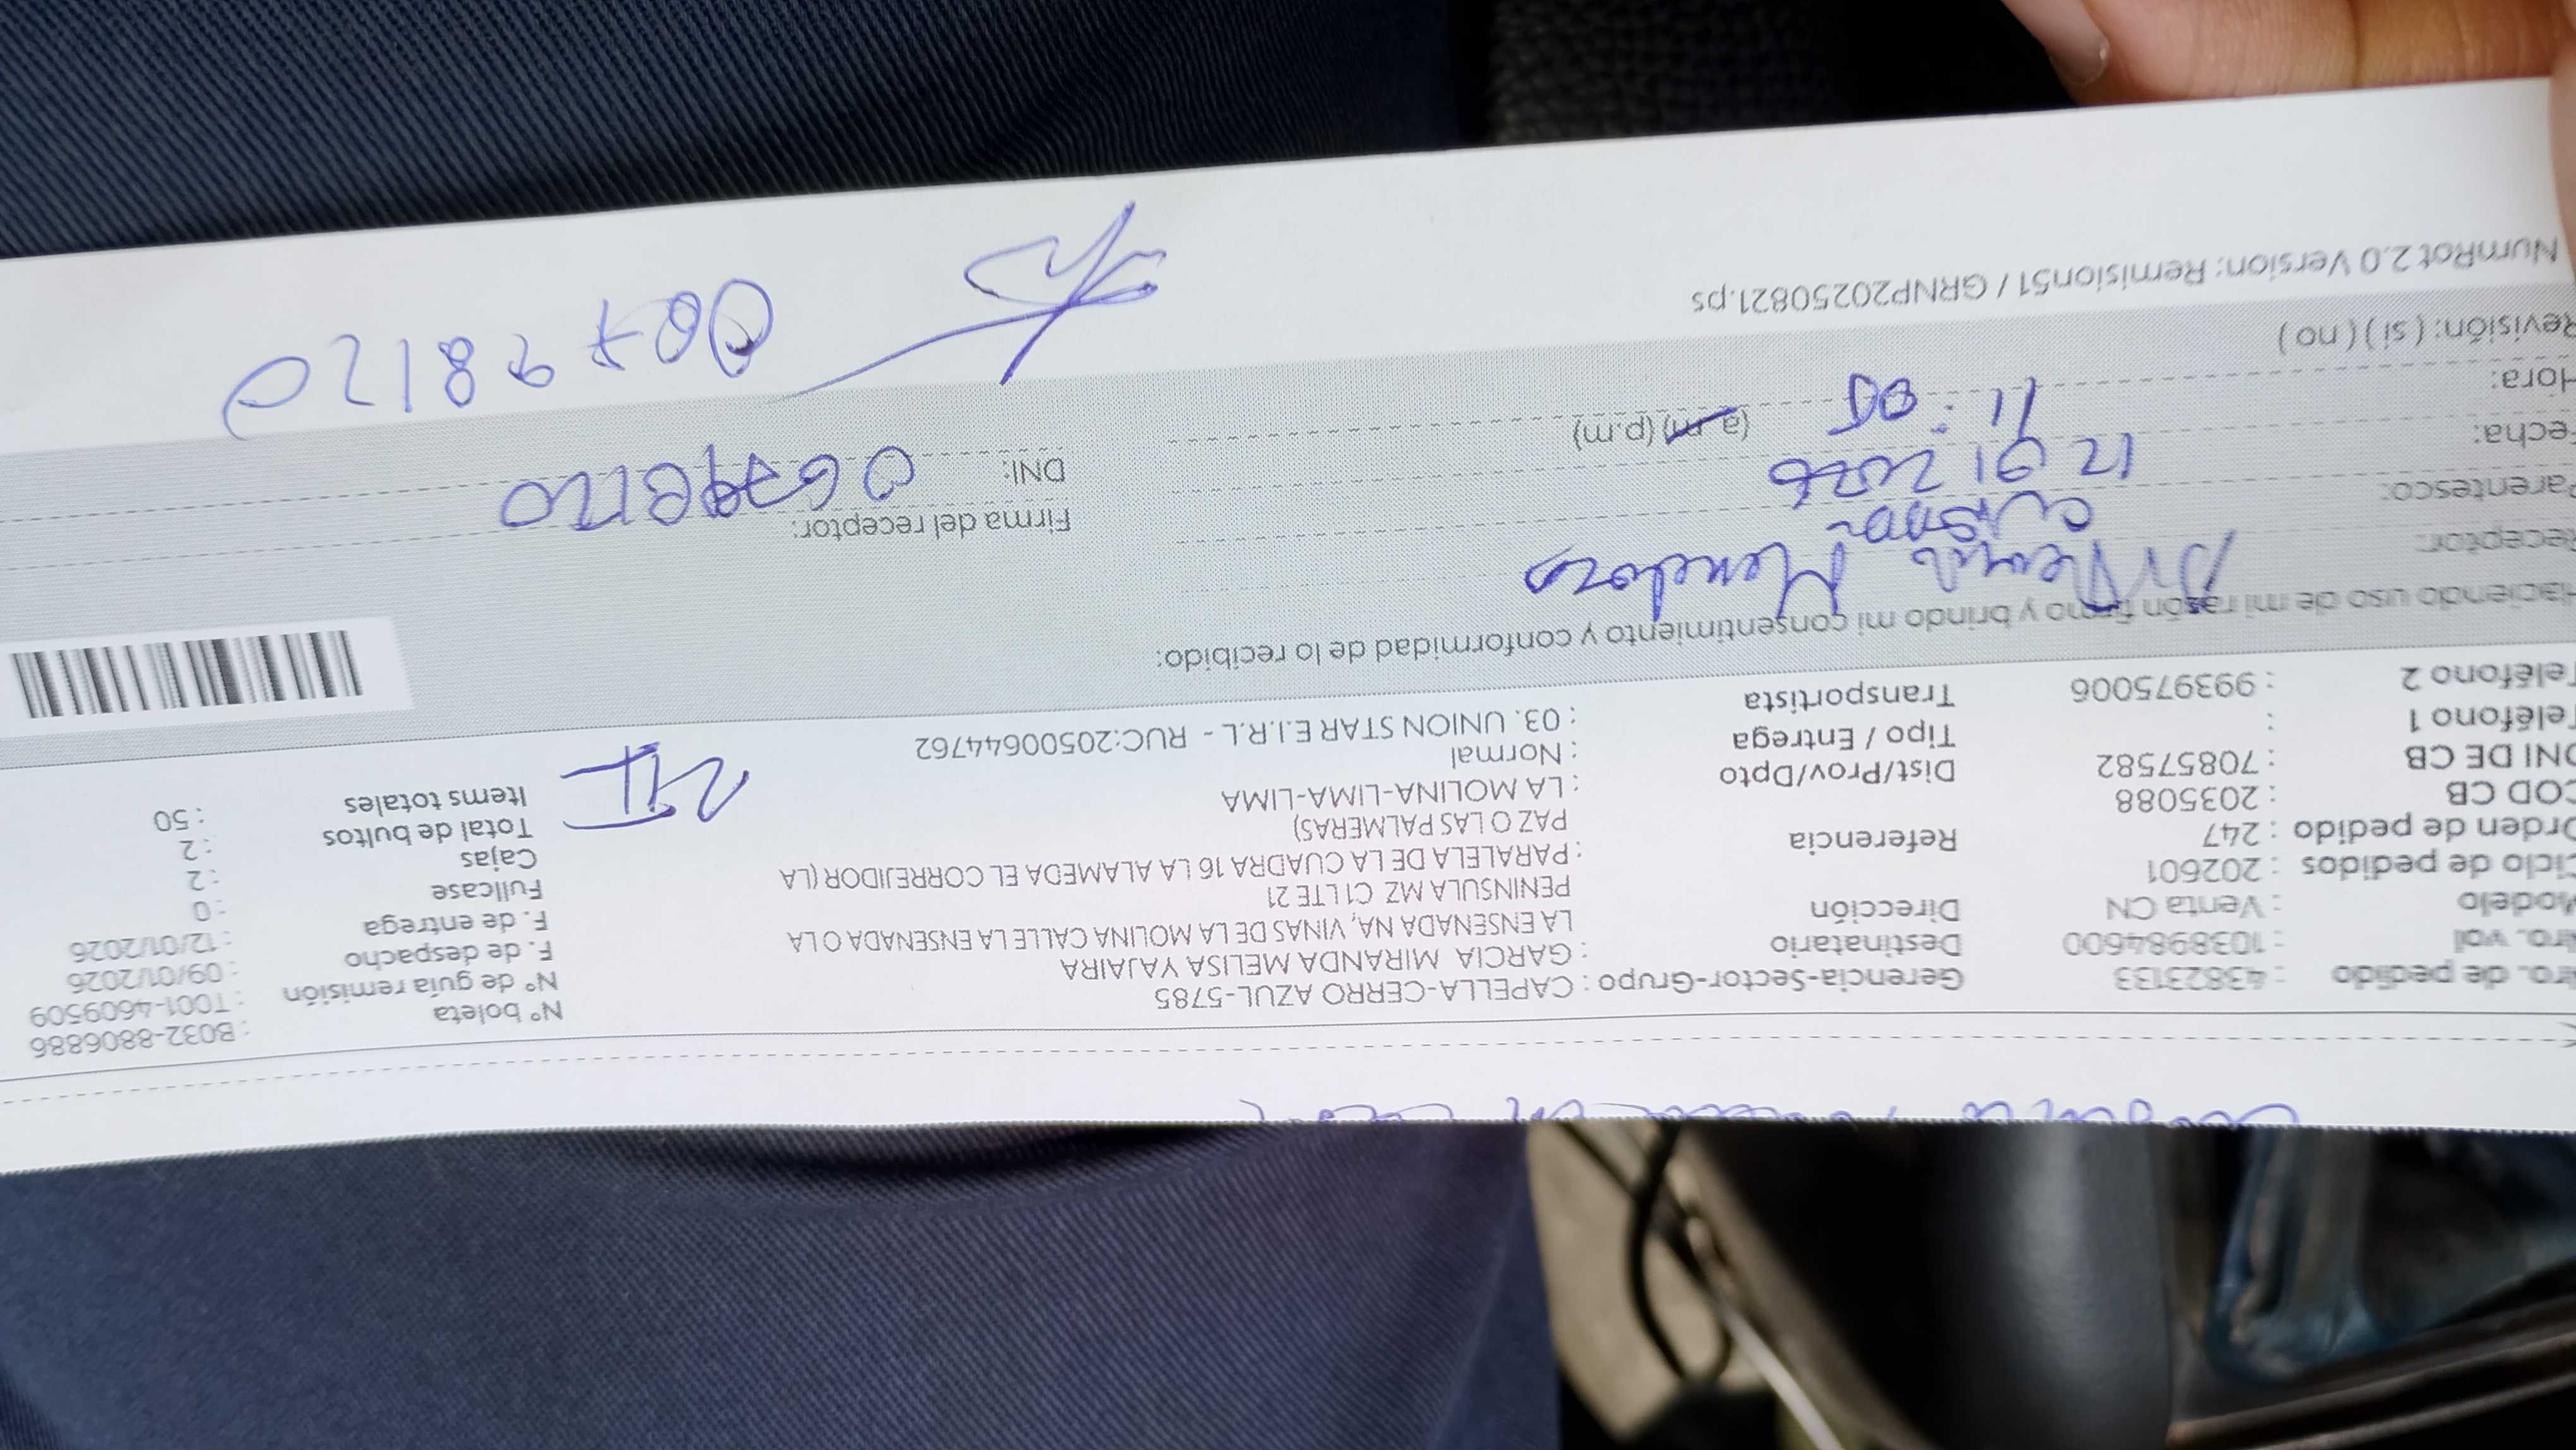 Nro. de pedido : 43823133 Gerencia-Sector-Grupo : CAPELLA-CERRO AZUL-5785 N° boleta : B032-8806886
Nro. vol : 1038984600 Destinatario : GARCIA MIRANDA MELISA YAJAIRA N° de guía remisión : T001-4609509
Modelo : Venta CN Dirección LA ENSENADA NA, VINAS DE LA MOLINA CALLE LA ENSENADA O LA F. de despacho : 09/01/2026
PENINSULA MZ C1 LTE 21 F. de entrega : 12/01/2026
Ciclo de pedidos : 202601 Referencia : PARALELA DE LA CUADRA 16 LA ALAMEDA EL CORREJIDOR (LA Fullcase : 0
Orden de pedido : 247 PAZ O LAS PALMERAS) Cajas : 2
COD CB : 2035088 Dist/Prov/Dpto : LA MOLINA-LIMA-LIMA Total de bultos : 2
DNI DE CB : 70857582 Tipo / Entrega : Normal Items totales : 50
Teléfono 1 : Transportista : 03. UNION STAR E.I.R.L - RUC:20500644762
Teléfono 2 : 993975006
Haciendo uso de mi razón firmo y brindo mi consentimiento y conformidad de lo recibido:
Receptor: Mendoza Firma del receptor:
Parentesco: DNI:
Fecha: 12 01 2026
Hora: 11:05 (a.m) (p.m)
Revisión: ( si ) ( no )
00798120
NumRot 2.0 Version: Remision51 / GRNP20250821.ps